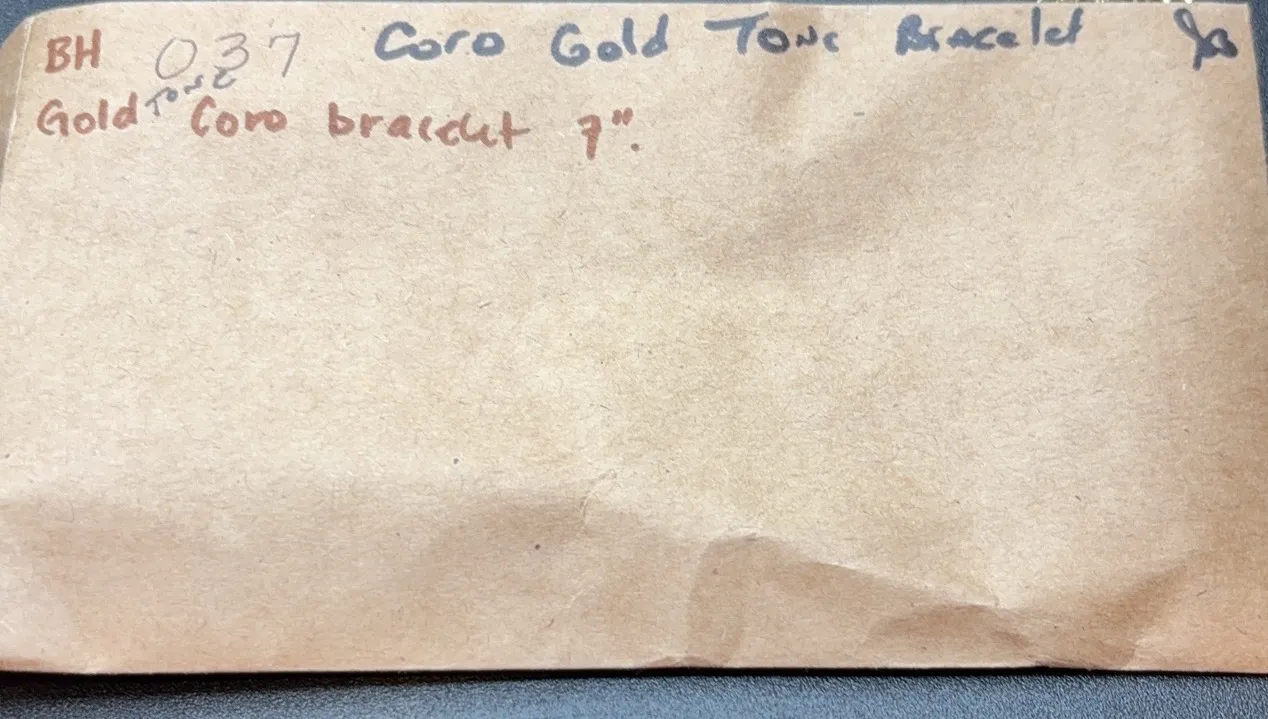 BH 037 Coro Gold Tone Bracelet
Gold Tone Coro bracelet 7".